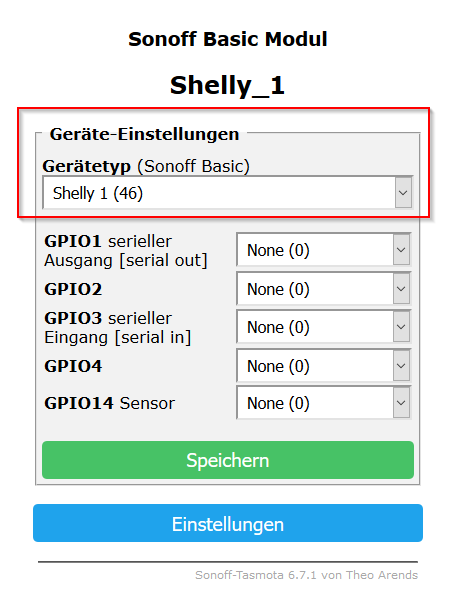 Sonoff Basic Modul
Shelly_1
Geräte-Einstellungen
Gerätetyp (Sonoff Basic)
Shelly 1 (46)
GPIO1 serieller
Ausgang [serial out]
None (0)
GPIO2
None (0)
GPIO3 serieller
Eingang [serial in]
None (0)
GPIO4
None (0)
GPIO14 Sensor
None (0)
Speichern
Einstellungen
Sonoff-Tasmota 6.7.1 von Theo Arends